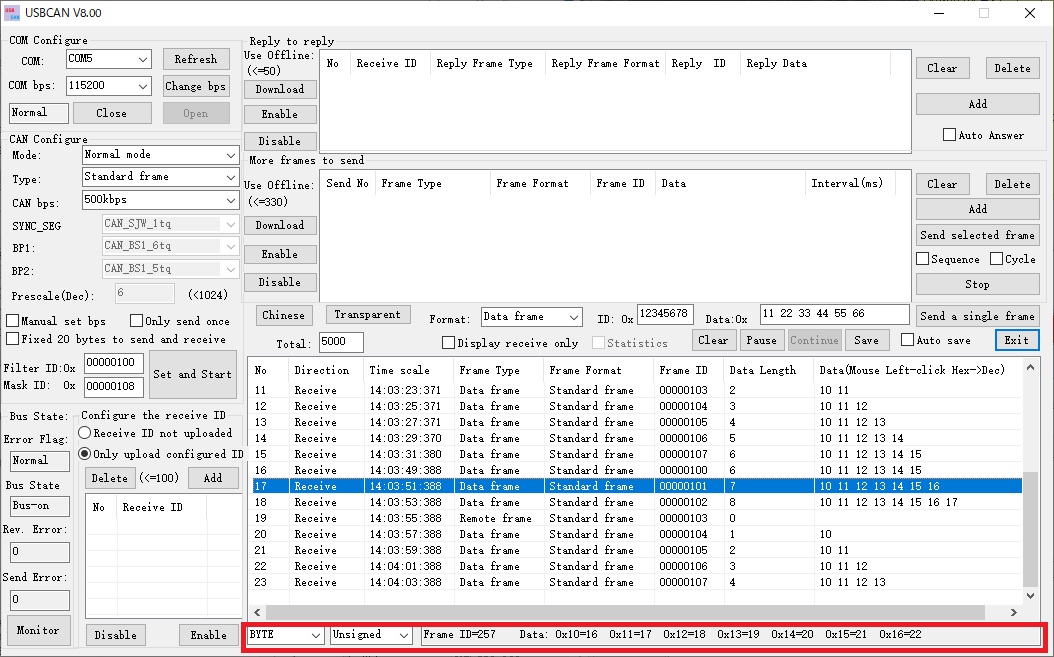 USBCAN V8.00
COM Configure
COM: COM5 Refresh
COM bps: 115200 Change bps
Normal Close Open
CAN Configure
Mode: Normal mode
Type: Standard frame
CAN bps: 500kbps
SYNC_SEG CAN_SJW_1tq
BP1: CAN_BS1_6tq
BP2: CAN_BS1_5tq
Prescale(Dec): 6 (<1024)
Manual set bps Only send once
Fixed 20 bytes to send and receive
Filter ID:0x 00000100
Mask ID: 0x 00000108
Set and Start
Bus State:
Error Flag:
Normal
Bus State
Bus-on
Rev. Error:
0
Send Error:
0
Monitor
Configure the receive ID
Receive ID not uploaded
Only upload configured ID
Delete (<=100) Add
No Receive ID
Disable Enable
Reply to reply
Use Offline:
(<=50)
Download
Enable
Disable
No Receive ID Reply Frame Type Reply Frame Format Reply ID Reply Data
Clear Delete
Add
Auto Answer
More frames to send
Use Offline:
(<=330)
Download
Enable
Disable
Send No Frame Type Frame Format Frame ID Data Interval(ms)
Clear Delete
Add
Send selected frame
Sequence Cycle
Stop
Chinese Transparent Format: Data frame ID: 0x 12345678 Data:0x 11 22 33 44 55 66 Send a single frame
Total: 5000 Display receive only Statistics Clear Pause Continue Save Auto save Exit
No Direction Time scale Frame Type Frame Format Frame ID Data Length Data(Mouse Left-click Hex->Dec)
11 Receive 14:03:23:371 Data frame Standard frame 00000103 2 10 11
12 Receive 14:03:25:371 Data frame Standard frame 00000104 3 10 11 12
13 Receive 14:03:27:371 Data frame Standard frame 00000105 4 10 11 12 13
14 Receive 14:03:29:370 Data frame Standard frame 00000106 5 10 11 12 13 14
15 Receive 14:03:31:380 Data frame Standard frame 00000107 6 10 11 12 13 14 15
16 Receive 14:03:49:388 Data frame Standard frame 00000100 6 10 11 12 13 14 15
17 Receive 14:03:51:388 Data frame Standard frame 00000101 7 10 11 12 13 14 15 16
18 Receive 14:03:53:388 Data frame Standard frame 00000102 8 10 11 12 13 14 15 16 17
19 Receive 14:03:55:388 Remote frame Standard frame 00000103 0
20 Receive 14:03:57:388 Data frame Standard frame 00000104 1 10
21 Receive 14:03:59:388 Data frame Standard frame 00000105 2 10 11
22 Receive 14:04:01:388 Data frame Standard frame 00000106 3 10 11 12
23 Receive 14:04:03:388 Data frame Standard frame 00000107 4 10 11 12 13
BYTE Unsigned Frame ID=257 Data: 0x10=16 0x11=17 0x12=18 0x13=19 0x14=20 0x15=21 0x16=22